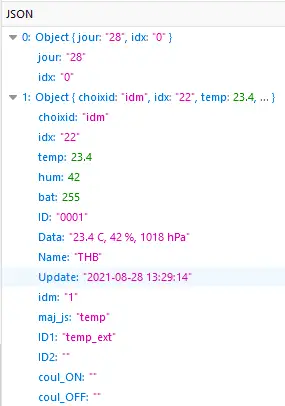 JSON
0: Object { jour: "28", idx: "0" }
jour: "28"
idx: "0"
1: Object { choixid: "idm", idx: "22", temp: 23.4, ... }
choixid: "idm"
idx: "22"
temp: 23.4
hum: 42
bat: 255
ID: "0001"
Data: "23.4 C, 42 %, 1018 hPa"
Name: "THB"
Update: "2021-08-28 13:29:14"
idm: "1"
maj_js: "temp"
ID1: "temp_ext"
ID2: ""
coul_ON: ""
coul_OFF: ""